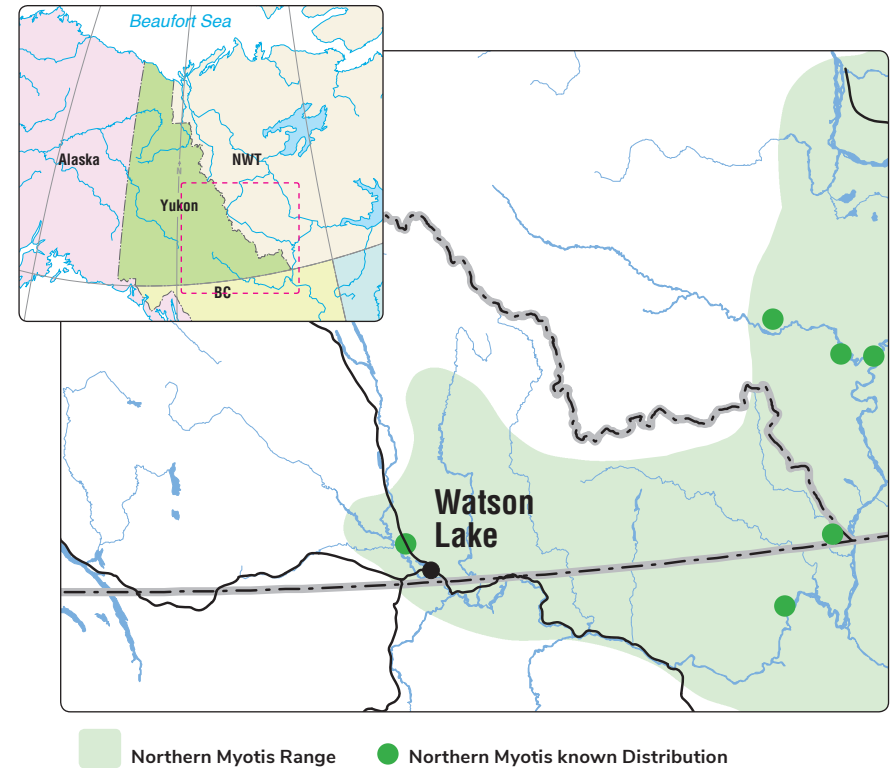 Beaufort Sea
Alaska
NWT
Yukon
BC
Watson
Lake
Northern Myotis Range
Northern Myotis known Distribution